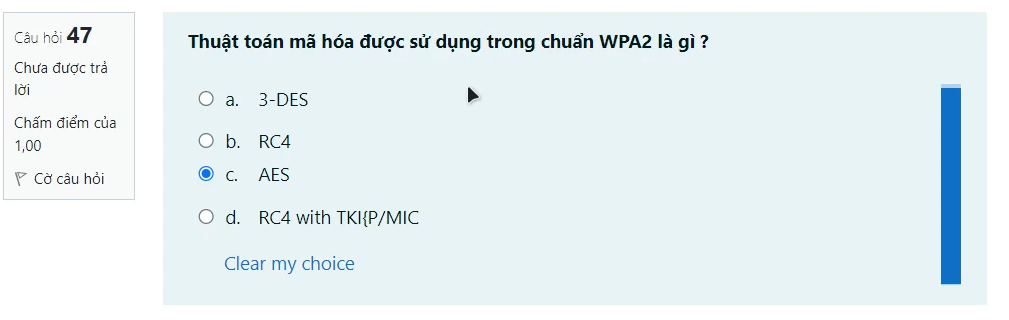 Câu hỏi 47
Chưa được trả
lời
Chấm điểm của
1,00
Cờ câu hỏi
Thuật toán mã hóa được sử dụng trong chuẩn WPA2 là gì ?
a. 3-DES
b. RC4
c. AES
d. RC4 with TKI{P/MIC
Clear my choice